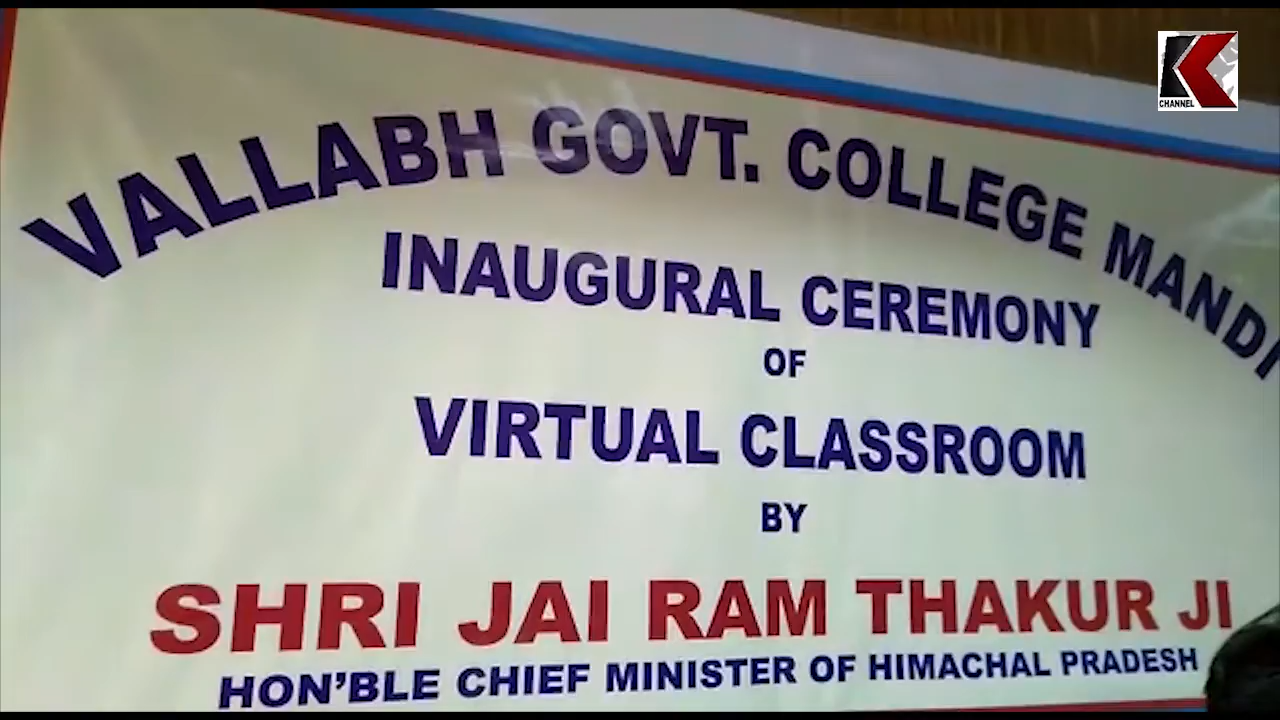 VALLABH GOVT. COLLEGE MANDI
INAUGURAL CEREMONY
OF
VIRTUAL CLASSROOM
BY
SHRI JAI RAM THAKUR JI
HON'BLE CHIEF MINISTER OF HIMACHAL PRADESH
K
CHANNEL